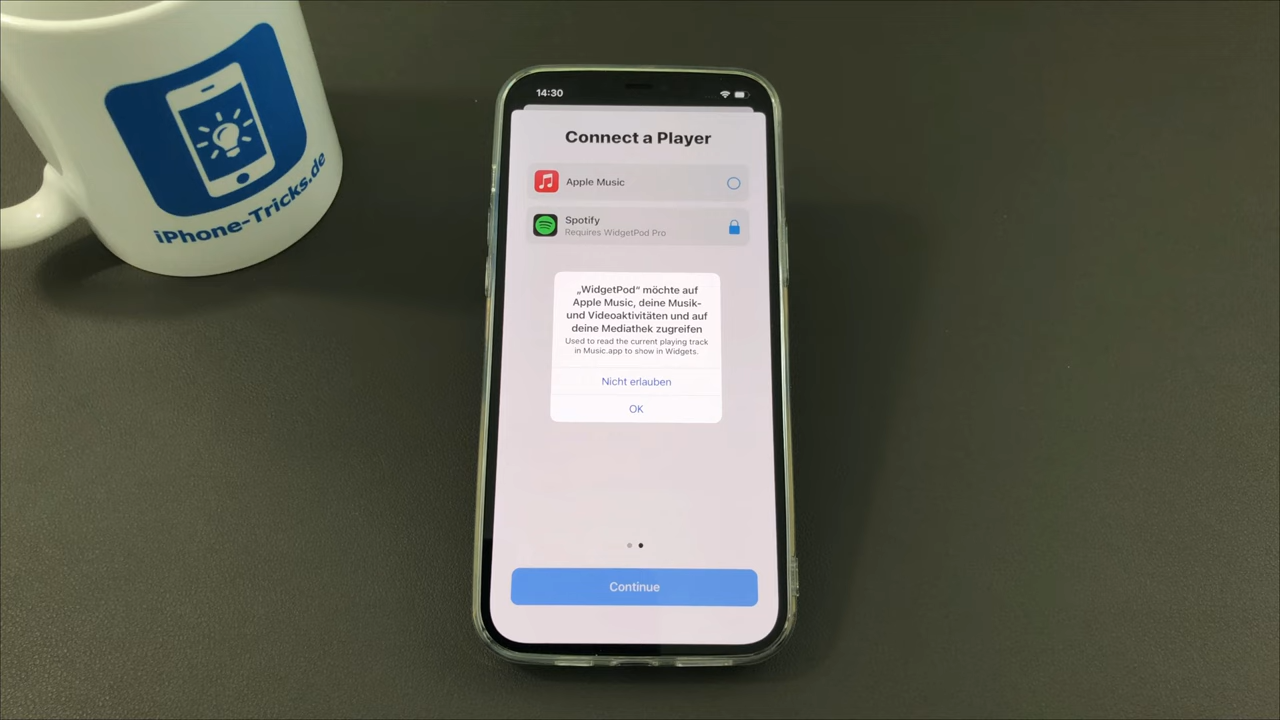 iPhone-Tricks.de
14:30
Connect a Player
Apple Music
Spotify
Requires WidgetPod Pro
„WidgetPod“ möchte auf
Apple Music, deine Musik-
und Videoaktivitäten und auf
deine Mediathek zugreifen
Used to read the current playing track
in Music.app to show in Widgets.
Nicht erlauben
OK
Continue